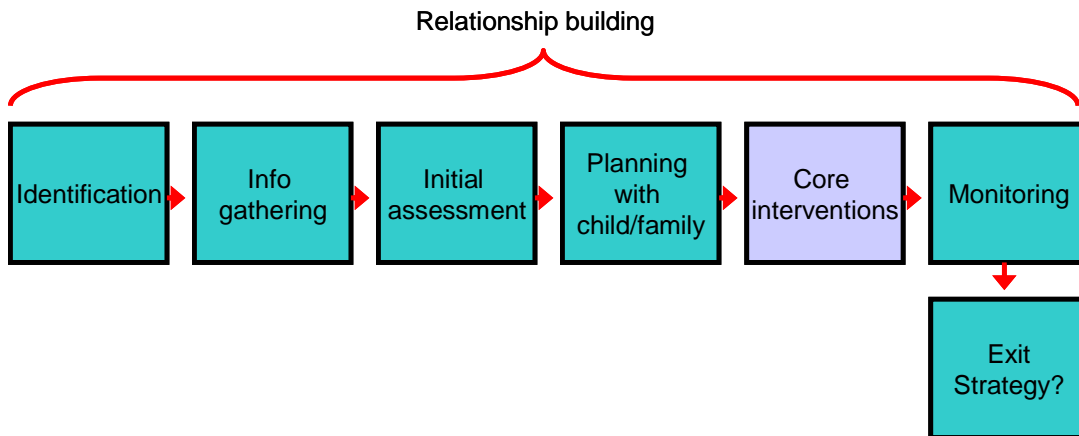 Relationship building
Identification
Info
gathering
Initial
assessment
Planning
with
child/family
Core
interventions
Monitoring
Exit
Strategy?